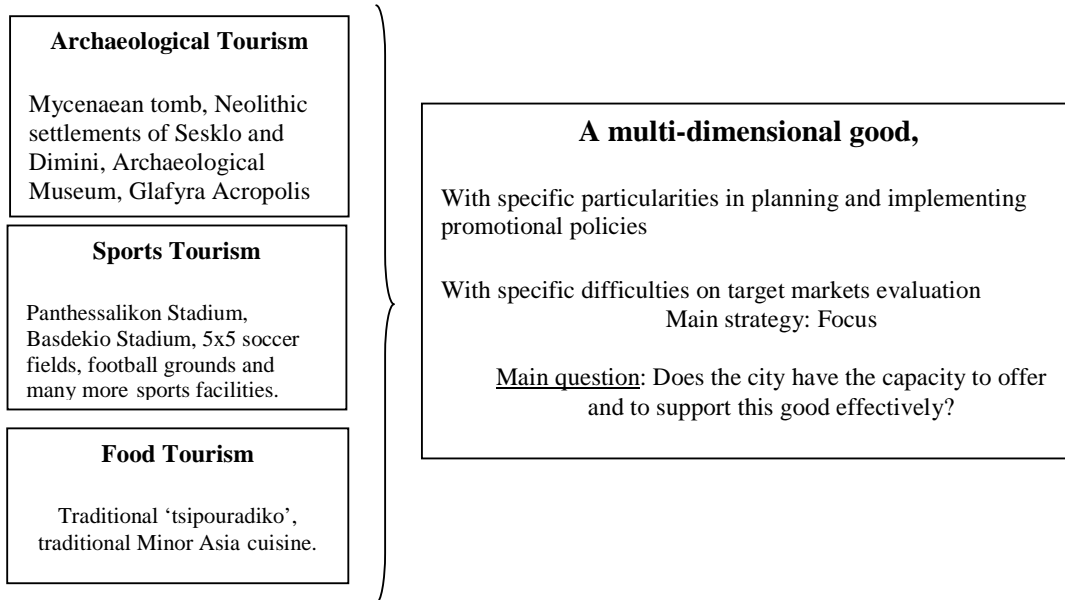 Archaeological Tourism
Mycenaean tomb, Neolithic
settlements of Sesklo and
Dimini, Archaeological
Museum, Glafyra Acropolis
Sports Tourism
Panthessalikon Stadium,
Basdekio Stadium, 5x5 soccer
fields, football grounds and
many more sports facilities.
Food Tourism
Traditional ‘tsipouradiko’,
traditional Minor Asia cuisine.
A multi-dimensional good,
With specific particularities in planning and implementing
promotional policies
With specific difficulties on target markets evaluation
Main strategy: Focus
Main question: Does the city have the capacity to offer
and to support this good effectively?